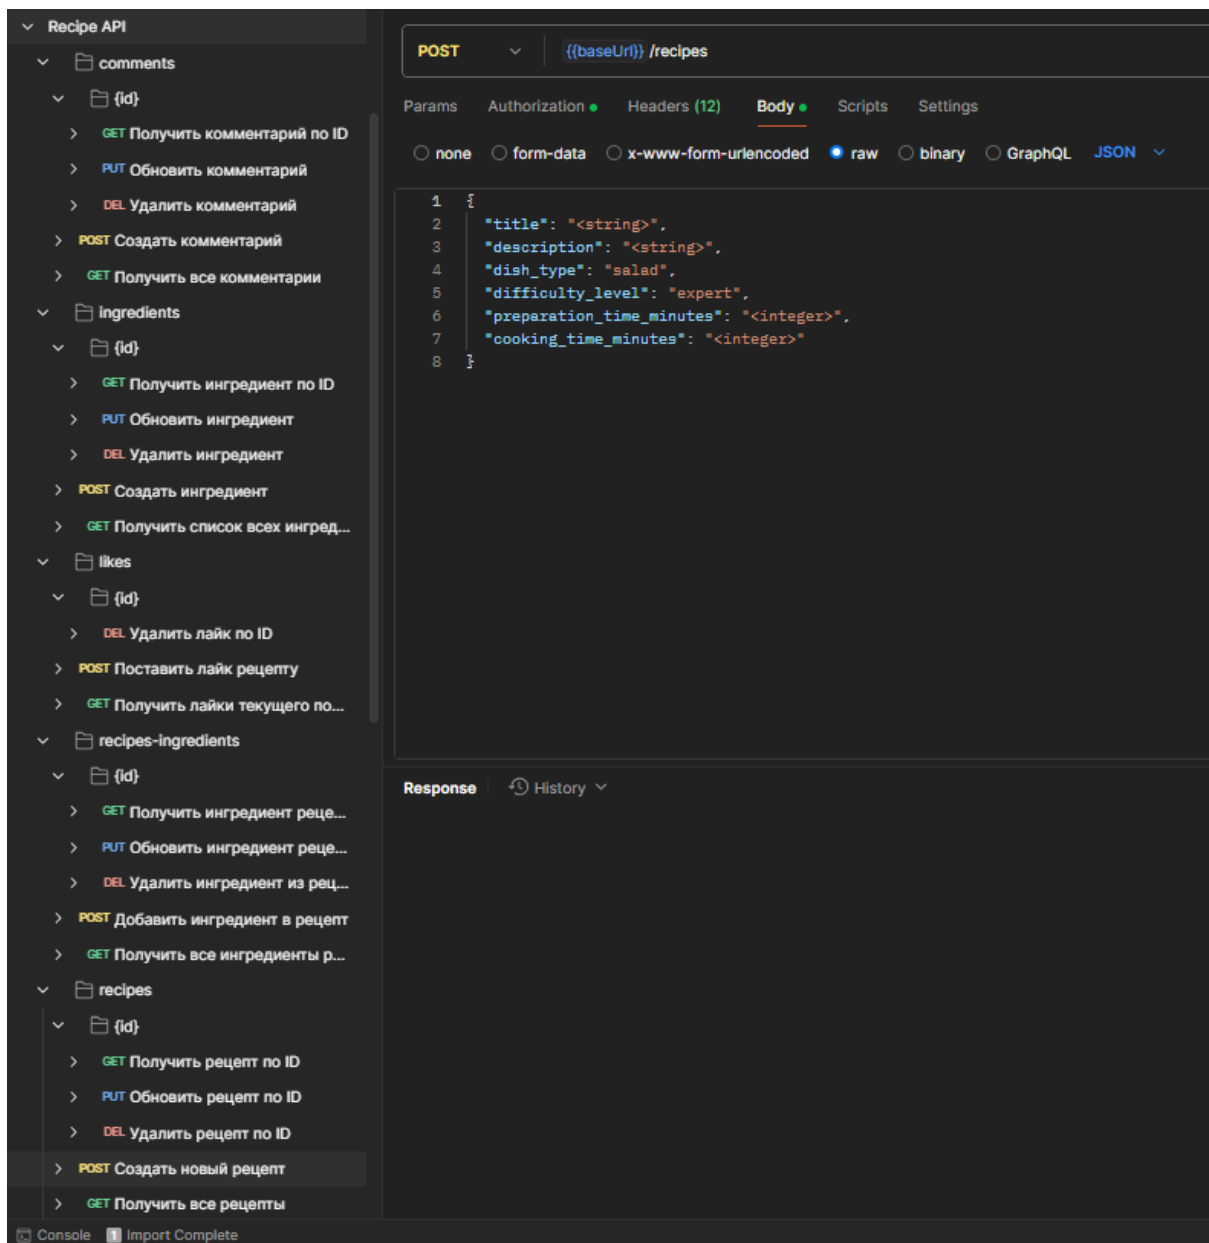 Recipe API
comments
{id}
GET Получить комментарий по ID
PUT Обновить комментарий
DEL Удалить комментарий
POST Создать комментарий
GET Получить все комментарии
ingredients
{id}
GET Получить ингредиент по ID
PUT Обновить ингредиент
DEL Удалить ингредиент
POST Создать ингредиент
GET Получить список всех ингред...
likes
{id}
DEL Удалить лайк по ID
POST Поставить лайк рецепту
GET Получить лайки текущего по...
recipes-ingredients
{id}
GET Получить ингредиент реце...
PUT Обновить ингредиент реце...
DEL Удалить ингредиент из рец...
POST Добавить ингредиент в рецепт
GET Получить все ингредиенты р...
recipes
{id}
GET Получить рецепт по ID
PUT Обновить рецепт по ID
DEL Удалить рецепт по ID
POST Создать новый рецепт
GET Получить все рецепты
POST {{baseUrl}} /recipes
Params Authorization Headers (12) Body Scripts Settings
none form-data x-www-form-urlencoded raw binary GraphQL JSON
1 {
2 "title": "<string>",
3 "description": "<string>",
4 "dish_type": "salad",
5 "difficulty_level": "expert",
6 "preparation_time_minutes": "<integer>",
7 "cooking_time_minutes": "<integer>"
8 }
Response History
Console 1 Import Complete